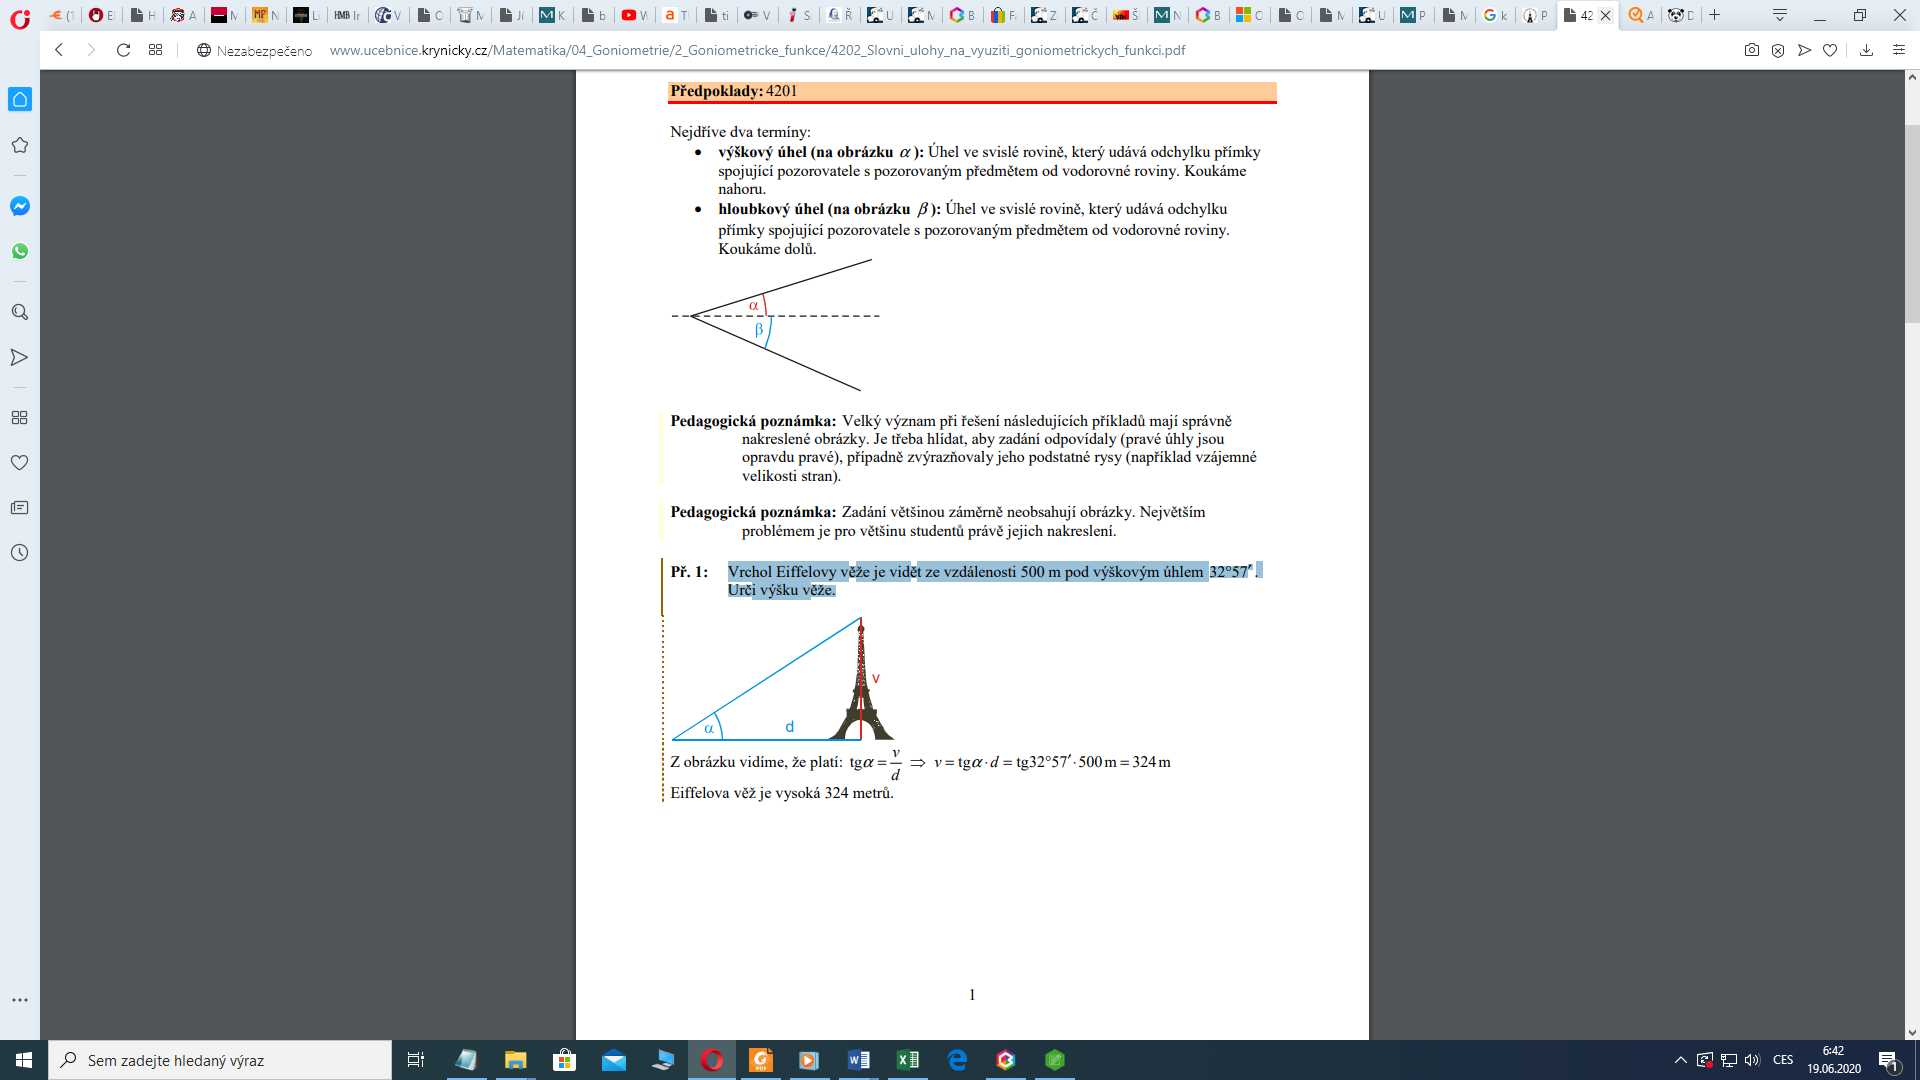 42
Nezabezpečeno
www.ucebnice.krynicky.cz/Matematika/04_Goniometrie/2_Goniometricke_funkce/4202_Slovni_ulohy_na_vyuziti_goniometrickych_funkci.pdf
Předpoklady: 4201
Nejdříve dva termíny:
• výškový úhel (na obrázku α): Úhel ve svislé rovině, který udává odchylku přímky
spojující pozorovatele s pozorovaným předmětem od vodorovné roviny. Koukáme
nahoru.
• hloubkový úhel (na obrázku β): Úhel ve svislé rovině, který udává odchylku
přímky spojující pozorovatele s pozorovaným předmětem od vodorovné roviny.
Koukáme dolů.
α
β
Pedagogická poznámka: Velký význam při řešení následujících příkladů mají správně
nakreslené obrázky. Je třeba hlídat, aby zadání odpovídaly (pravé úhly jsou
opravdu pravé), případně zvýrazňovaly jeho podstatné rysy (například vzájemné
velikosti stran).
Pedagogická poznámka: Zadání většinou záměrně neobsahují obrázky. Největším
problémem je pro většinu studentů právě jejich nakreslení.
Př. 1: Vrchol Eiffelovy věže je vidět ze vzdálenosti 500 m pod výškovým úhlem 32°57′.
Urči výšku věže.
v
α
d
Z obrázku vidíme, že platí: tgα = v/d ⇒ v = tgα·d = tg32°57′·500 m = 324 m
Eiffelova věž je vysoká 324 metrů.
1
Sem zadejte hledaný výraz
CES
6:42
19.06.2020
1